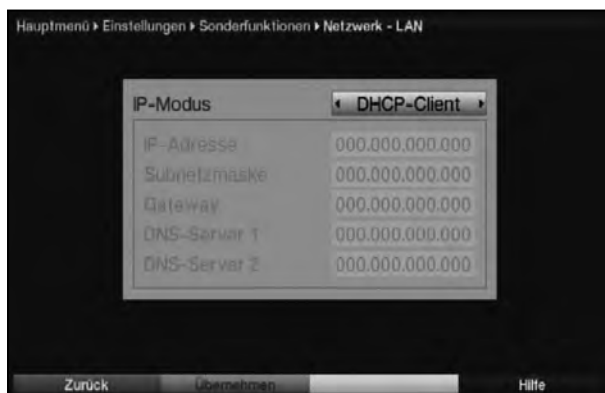 Hauptmenü ▸ Einstellungen ▸ Sonderfunktionen ▸ Netzwerk - LAN
IP-Modus ◂ DHCP-Client ▸
IP-Adresse 000.000.000.000
Subnetzmaske 000.000.000.000
Gateway 000.000.000.000
DNS-Server 1 000.000.000.000
DNS-Server 2 000.000.000.000
Zurück Übernehmen Hilfe